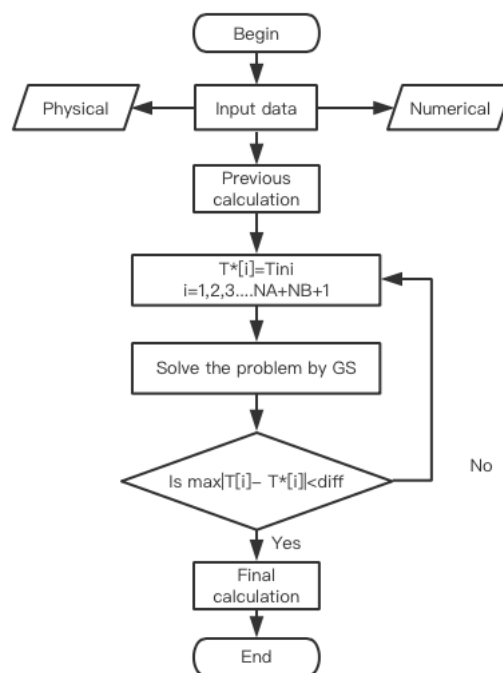 Begin
Physical
Input data
Numerical
Previous
calculation
T*[i]=Tini
i=1,2,3....NA+NB+1
Solve the problem by GS
Is max|T[i]- T*[i]|<diff
No
Yes
Final
calculation
End